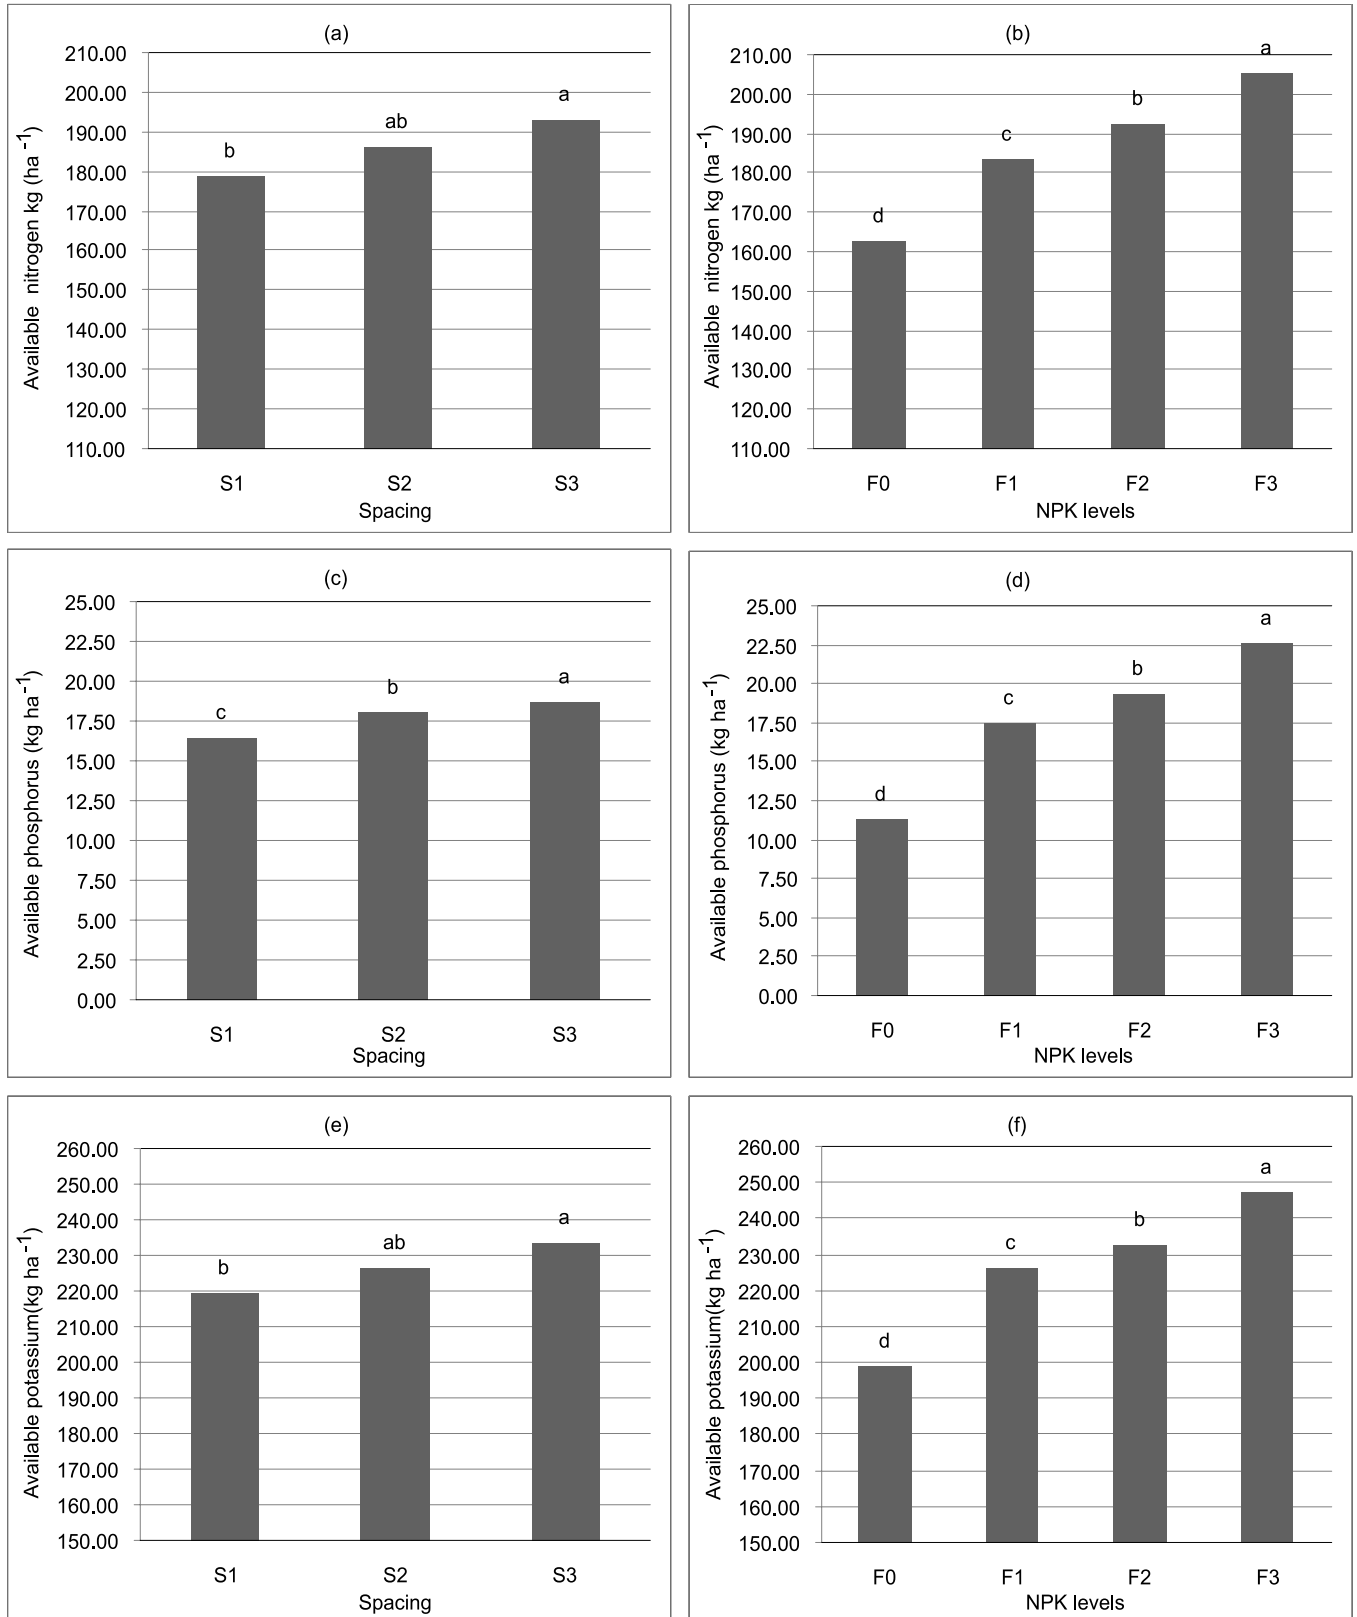 (a)
210.00
200.00
190.00
180.00
170.00
160.00
150.00
140.00
130.00
120.00
110.00
Available nitrogen kg (ha -1)
b
ab
a
S1 S2 S3
Spacing
(b)
210.00
200.00
190.00
180.00
170.00
160.00
150.00
140.00
130.00
120.00
110.00
Available nitrogen kg (ha -1)
d
c
b
a
F0 F1 F2 F3
NPK levels
(c)
25.00
22.50
20.00
17.50
15.00
12.50
10.00
7.50
5.00
2.50
0.00
Available phosphorus (kg ha-1)
c
b
a
S1 S2 S3
Spacing
(d)
25.00
22.50
20.00
17.50
15.00
12.50
10.00
7.50
5.00
2.50
0.00
Available phosphorus (kg ha-1)
d
c
b
a
F0 F1 F2 F3
NPK levels
(e)
260.00
250.00
240.00
230.00
220.00
210.00
200.00
190.00
180.00
170.00
160.00
150.00
Available potassium(kg ha -1)
b
ab
a
S1 S2 S3
Spacing
(f)
260.00
250.00
240.00
230.00
220.00
210.00
200.00
190.00
180.00
170.00
160.00
150.00
Available potassium(kg ha -1)
d
c
b
a
F0 F1 F2 F3
NPK levels